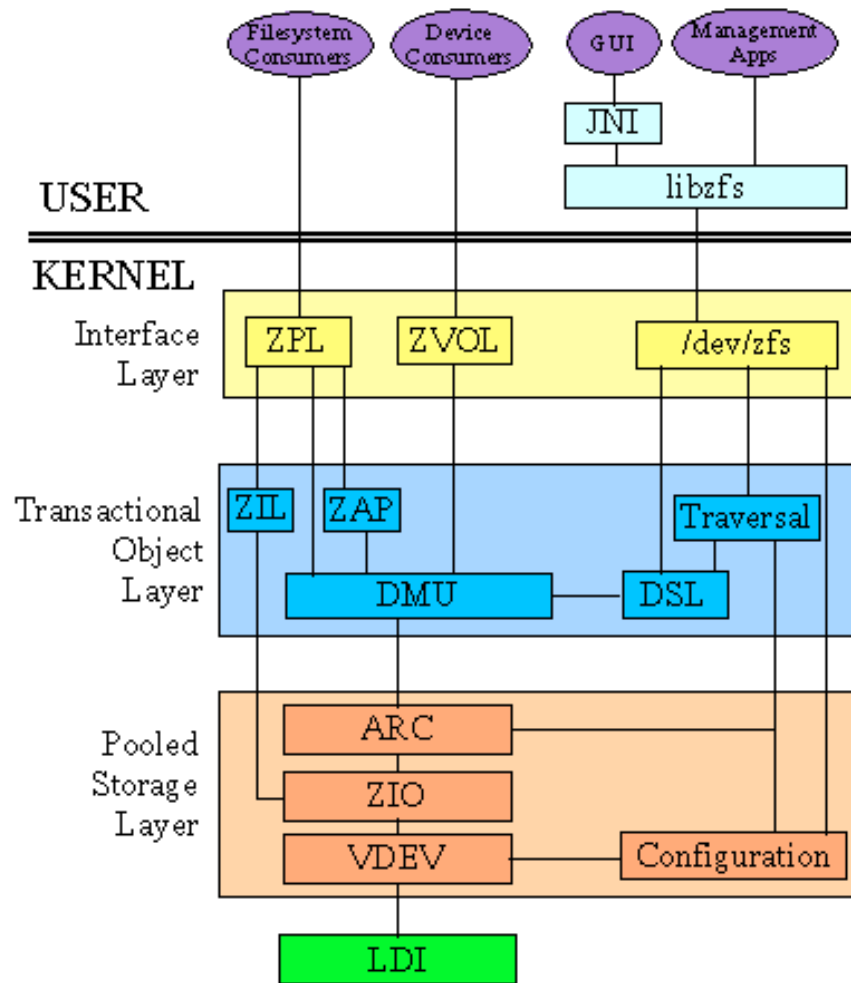 Filesystem
Consumers
Device
Consumers
GUI
Management
Apps
JNI
libzfs
USER
KERNEL
Interface
Layer
ZPL
ZVOL
/dev/zfs
Transactional
Object
Layer
ZIL
ZAP
Traversal
DMU
DSL
Pooled
Storage
Layer
ARC
ZIO
VDEV
Configuration
LDI